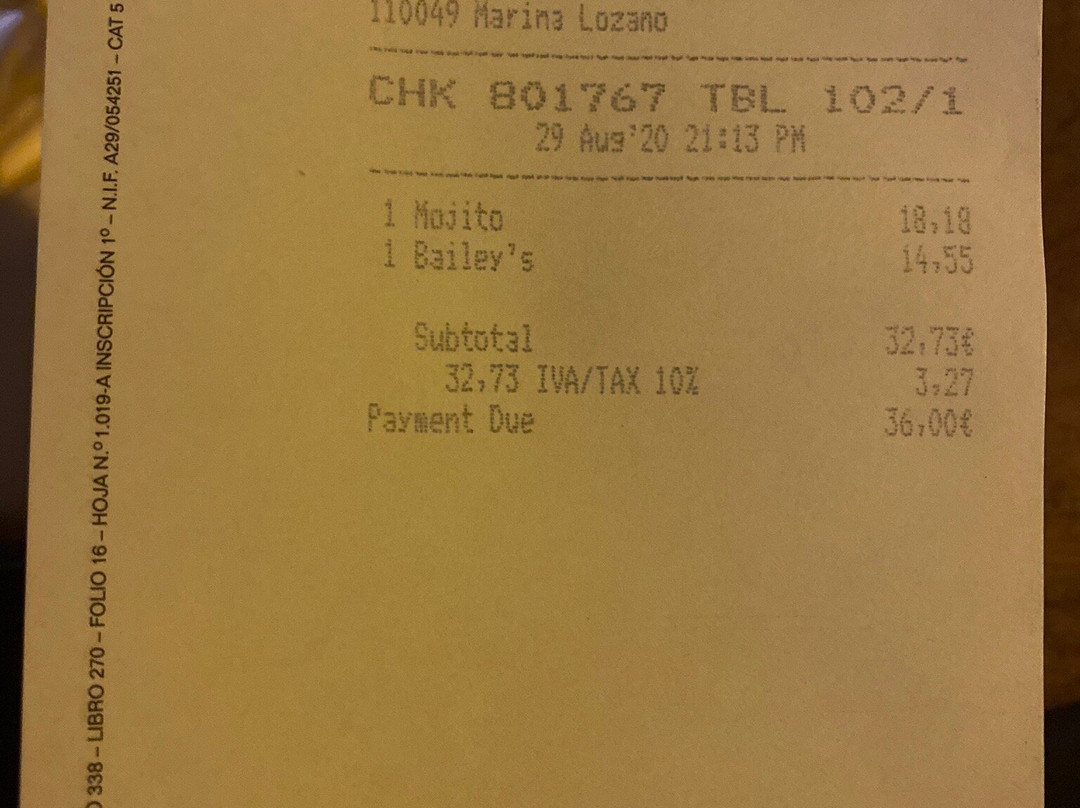 110049 Marina Lozano
CHK 801767 TBL 102/1
29 Aug'20 21:13 PM
1 Mojito 18,18
1 Bailey's 14,55
Subtotal 32,73€
32,73 IVA/TAX 10% 3,27
Payment Due 36,00€
338 – LIBRO 270 – FOLIO 16 – HOJA N.º 1.019-A INSCRIPCIÓN 1º – N.I.F. A29/054251 – CAT 5